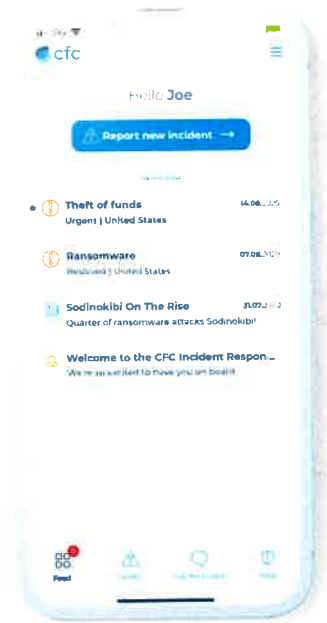 cfc
Hello Joe
Report new incident →
Theft of funds
Urgent | United States
Ransomware
Resolved | United States
Sodinokibi On The Rise
Quarter of ransomware attacks Sodinokibi!
Welcome to the CFC Incident Respon...
We're so excited to have you on board
Feed